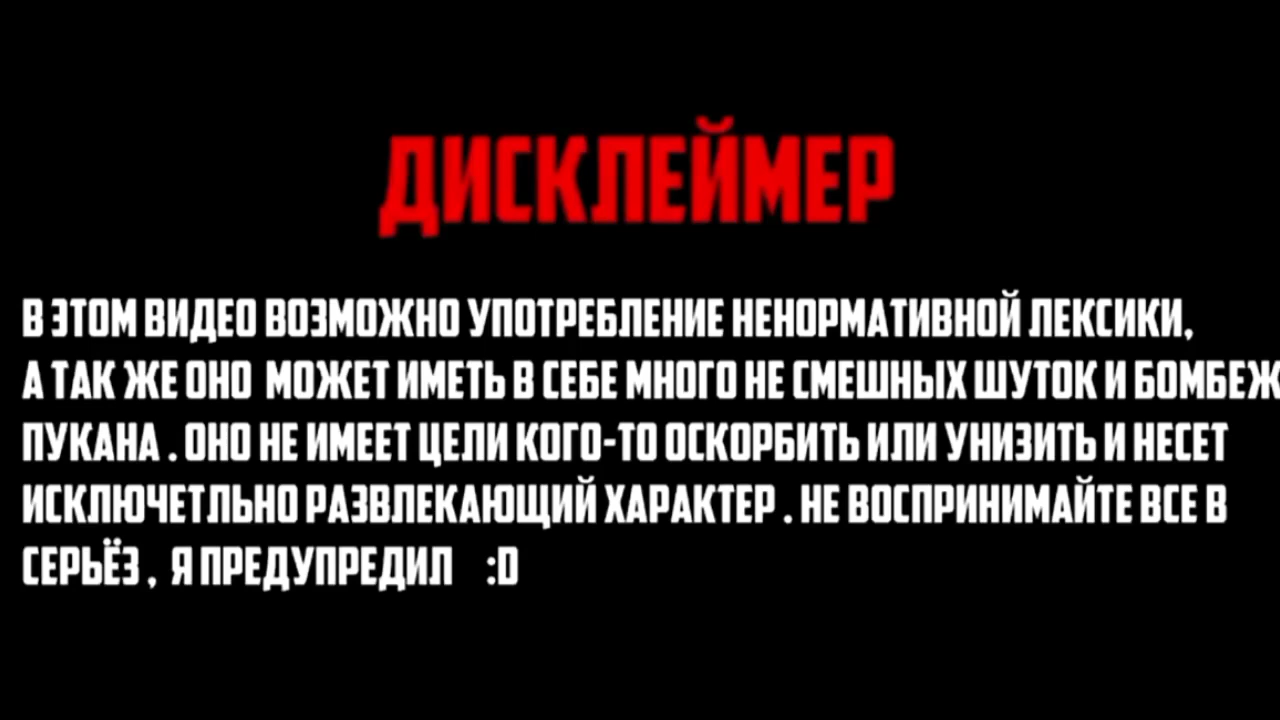 ДИСКЛЕЙМЕР
В ЭТОМ ВИДЕО ВОЗМОЖНО УПОТРЕБЛЕНИЕ НЕНОРМАТИВНОЙ ЛЕКСИКИ,
А ТАК ЖЕ ОНО МОЖЕТ ИМЕТЬ В СЕБЕ МНОГО НЕ СМЕШНЫХ ШУТОК И БОМБЕЖ
ПУКАНА . ОНО НЕ ИМЕЕТ ЦЕЛИ КОГО-ТО ОСКОРБИТЬ ИЛИ УНИЗИТЬ И НЕСЕТ
ИСКЛЮЧЕТЛЬНО РАЗВЛЕКАЮЩИЙ ХАРАКТЕР . НЕ ВОСПРИНИМАЙТЕ ВСЕ В
СЕРЬЁЗ , Я ПРЕДУПРЕДИЛ :D